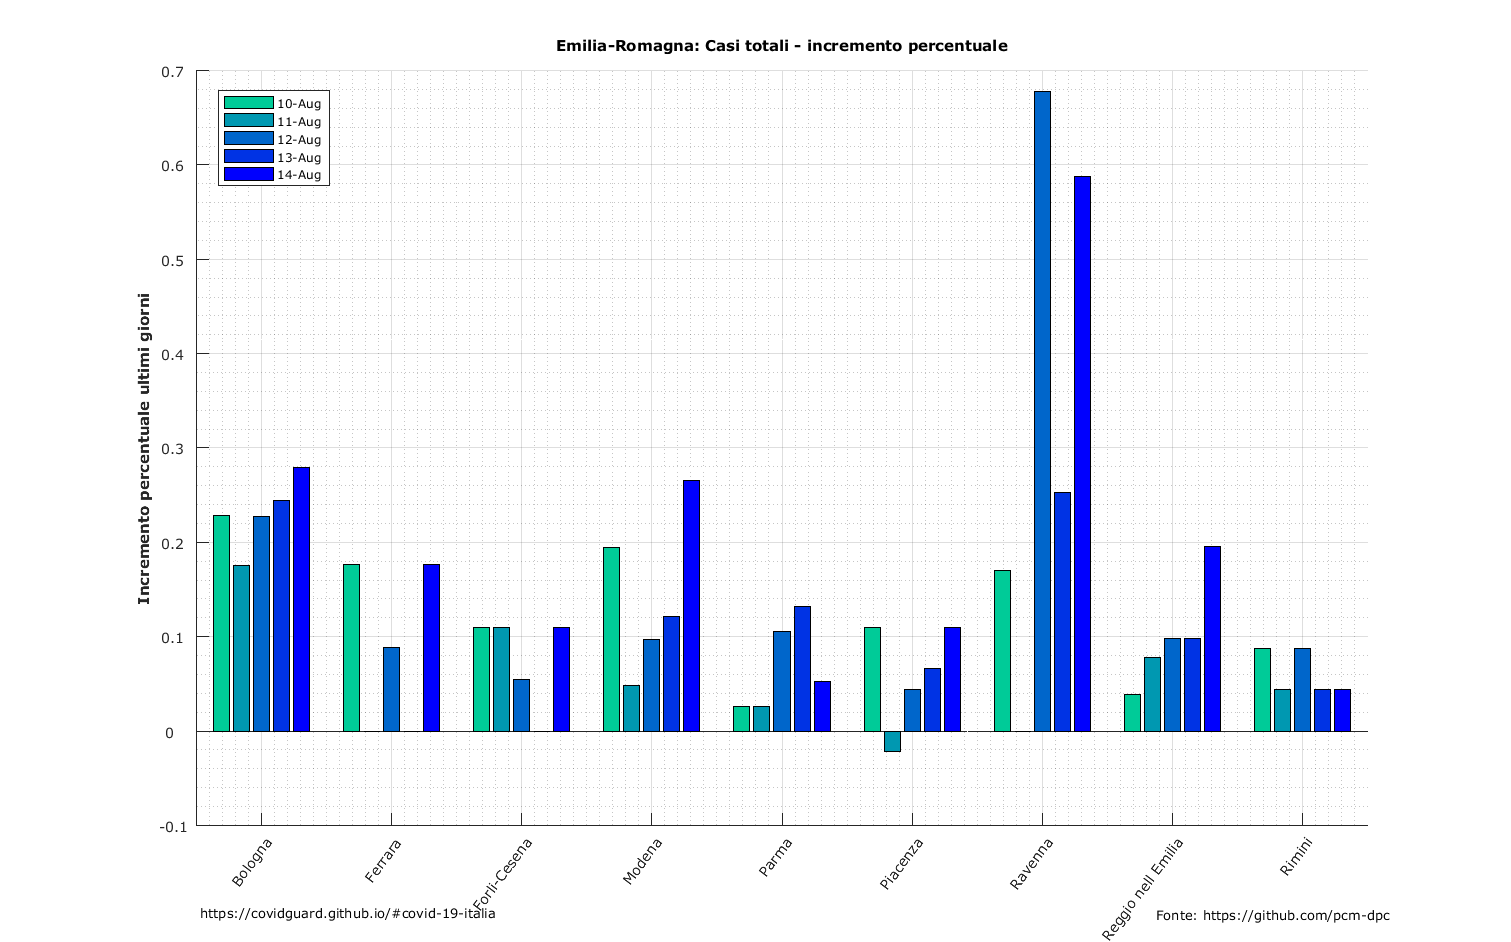 Emilia-Romagna: Casi totali - incremento percentuale
0.7
0.6
0.5
0.4
0.3
0.2
0.1
0
-0.1
Incremento percentuale ultimi giorni
10-Aug
11-Aug
12-Aug
13-Aug
14-Aug
Bologna
Ferrara
Forlì-Cesena
Modena
Parma
Piacenza
Ravenna
Reggio nell Emilia
Rimini
https://covidguard.github.io/#covid-19-italia
Fonte: https://github.com/pcm-dpc